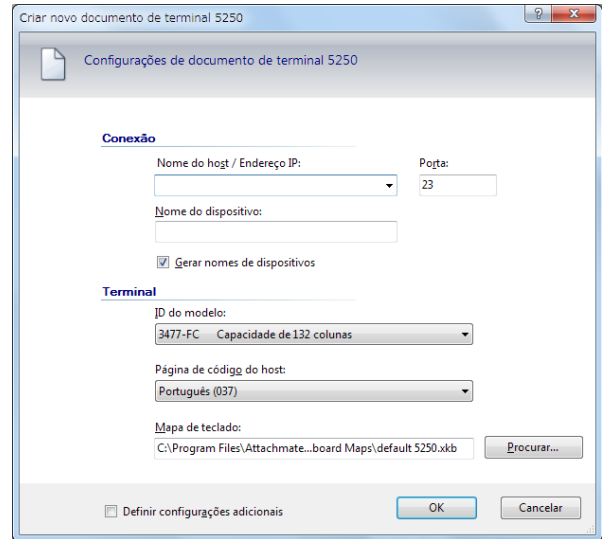 Criar novo documento de terminal 5250
Configurações de documento de terminal 5250
Conexão
Nome do host / Endereço IP: Porta:
23
Nome do dispositivo:
Gerar nomes de dispositivos
Terminal
ID do modelo:
3477-FC Capacidade de 132 colunas
Página de código do host:
Português (037)
Mapa de teclado:
C:\Program Files\Attachmate...board Maps\default 5250.xkb Procurar...
Definir configurações adicionais OK Cancelar